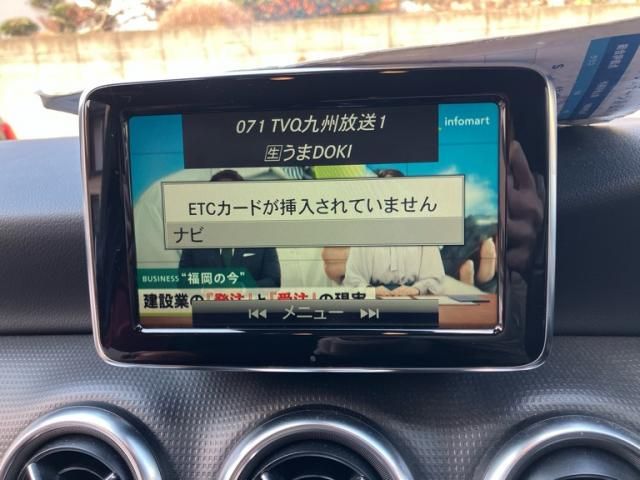 071 TVQ九州放送1
infomart
生うまDOKI
ETCカードが挿入されていません
ナビ
BUSINESS "福岡の今"
建設業の『発注』と『受注』の現実
メニュー